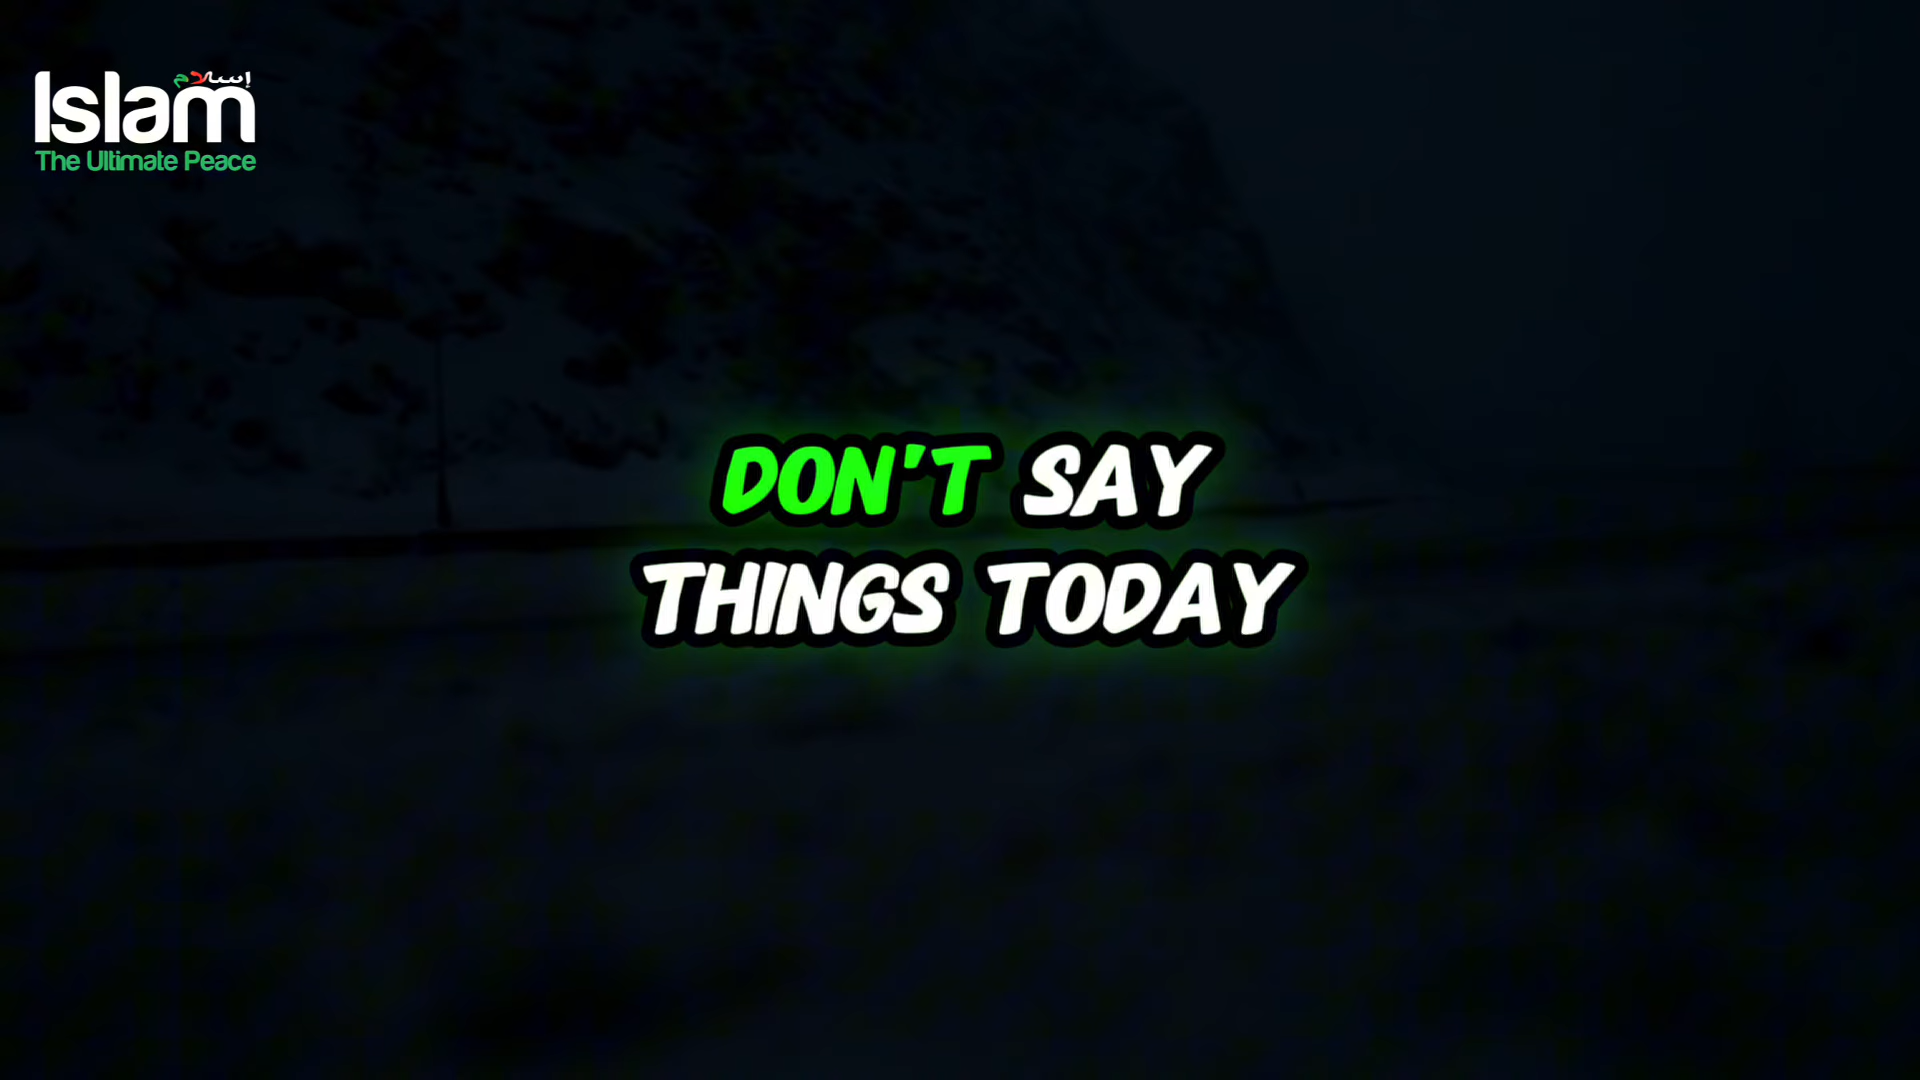 إسلام
Islam
The Ultimate Peace
DON'T SAY
THINGS TODAY